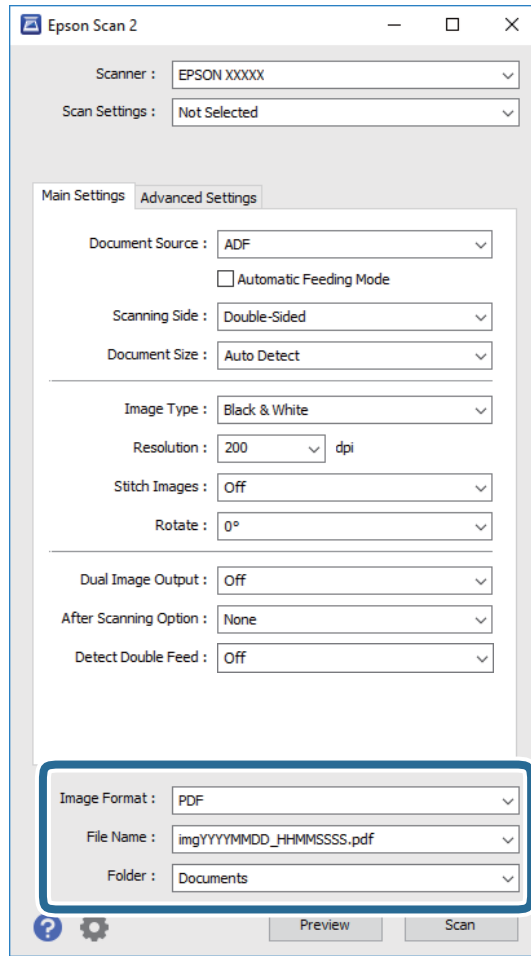 Epson Scan 2
Scanner : EPSON XXXXX
Scan Settings : Not Selected
Main Settings Advanced Settings
Document Source : ADF
Automatic Feeding Mode
Scanning Side : Double-Sided
Document Size : Auto Detect
Image Type : Black & White
Resolution : 200 dpi
Stitch Images : Off
Rotate : 0°
Dual Image Output : Off
After Scanning Option : None
Detect Double Feed : Off
Image Format : PDF
File Name : imgYYYYMMDD_HHMMSSSS.pdf
Folder : Documents
? Preview Scan